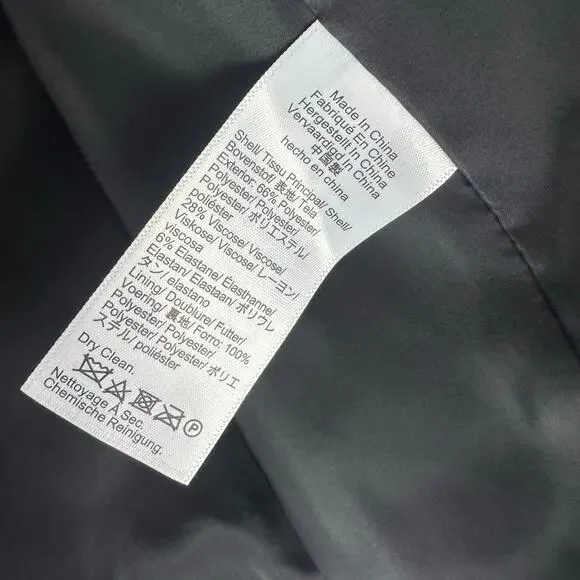 Made In China
Fabriqué En Chine
Hergestellt In China
Vervaardigd In China
中國製
hecho en china
Shell/ Tissu Principal/ Shell/
Bovenstof/ 表地/ Tela
Exterior: 66% Polyester/
Polyester/ Polyester/
Polyester/ ポリエステル/
poliéster
28% Viscose/ Viscose/
Viskose/ Viscose/ レーヨン/
viscosa
6% Elastane/ Élasthanne/
Elastan/ Elastaan/ ポリウレ
タン/ elastano
Lining/ Doublure/ Futter/
Voering/ 裏地/ Forro: 100%
Polyester/ Polyester/
Polyester/ Polyester/ ポリエ
ステル/ poliéster
Dry Clean.
P
Nettoyage A Sec.
Chemische Reinigung.